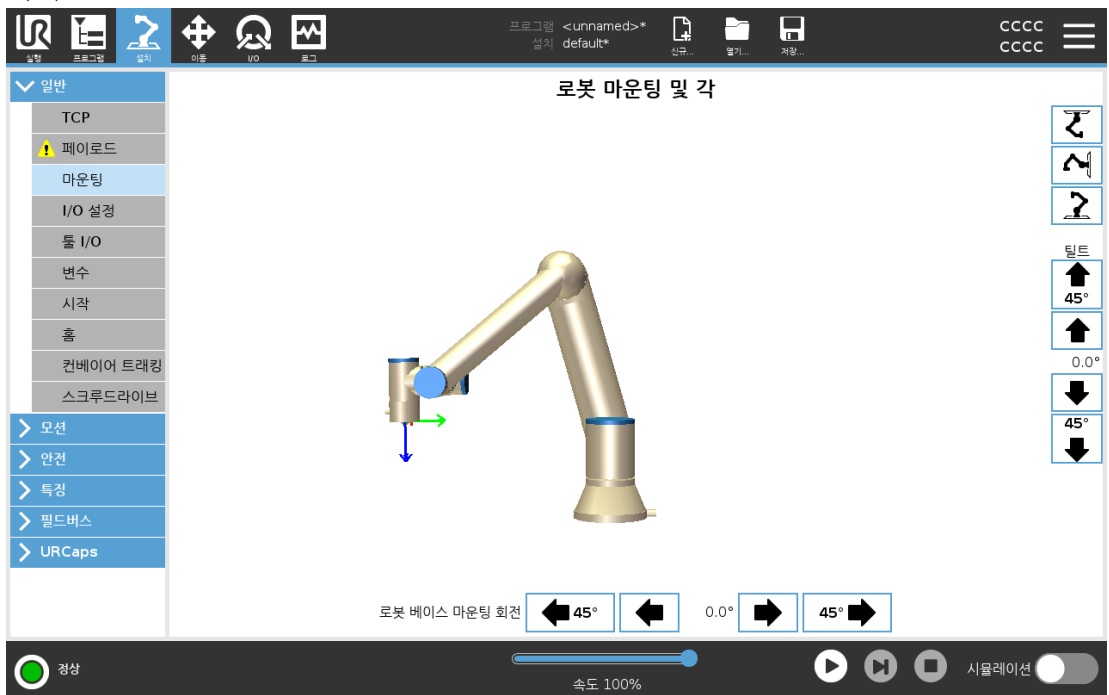 UR
프로그램 <unnamed>*
설치 default*
CCCC
CCCC
실행 프로그램 설치 이동 I/O 로그 신규... 열기... 저장...
일반
로봇 마운팅 및 각
TCP
페이로드
마운팅
I/O 설정
툴 I/O
변수
시작
홈
컨베이어 트래킹
스크루드라이브
모션
안전
특징
필드버스
URCaps
틸트
45°
0.0°
45°
로봇 베이스 마운팅 회전 45° 0.0° 45°
정상
속도 100%
시뮬레이션